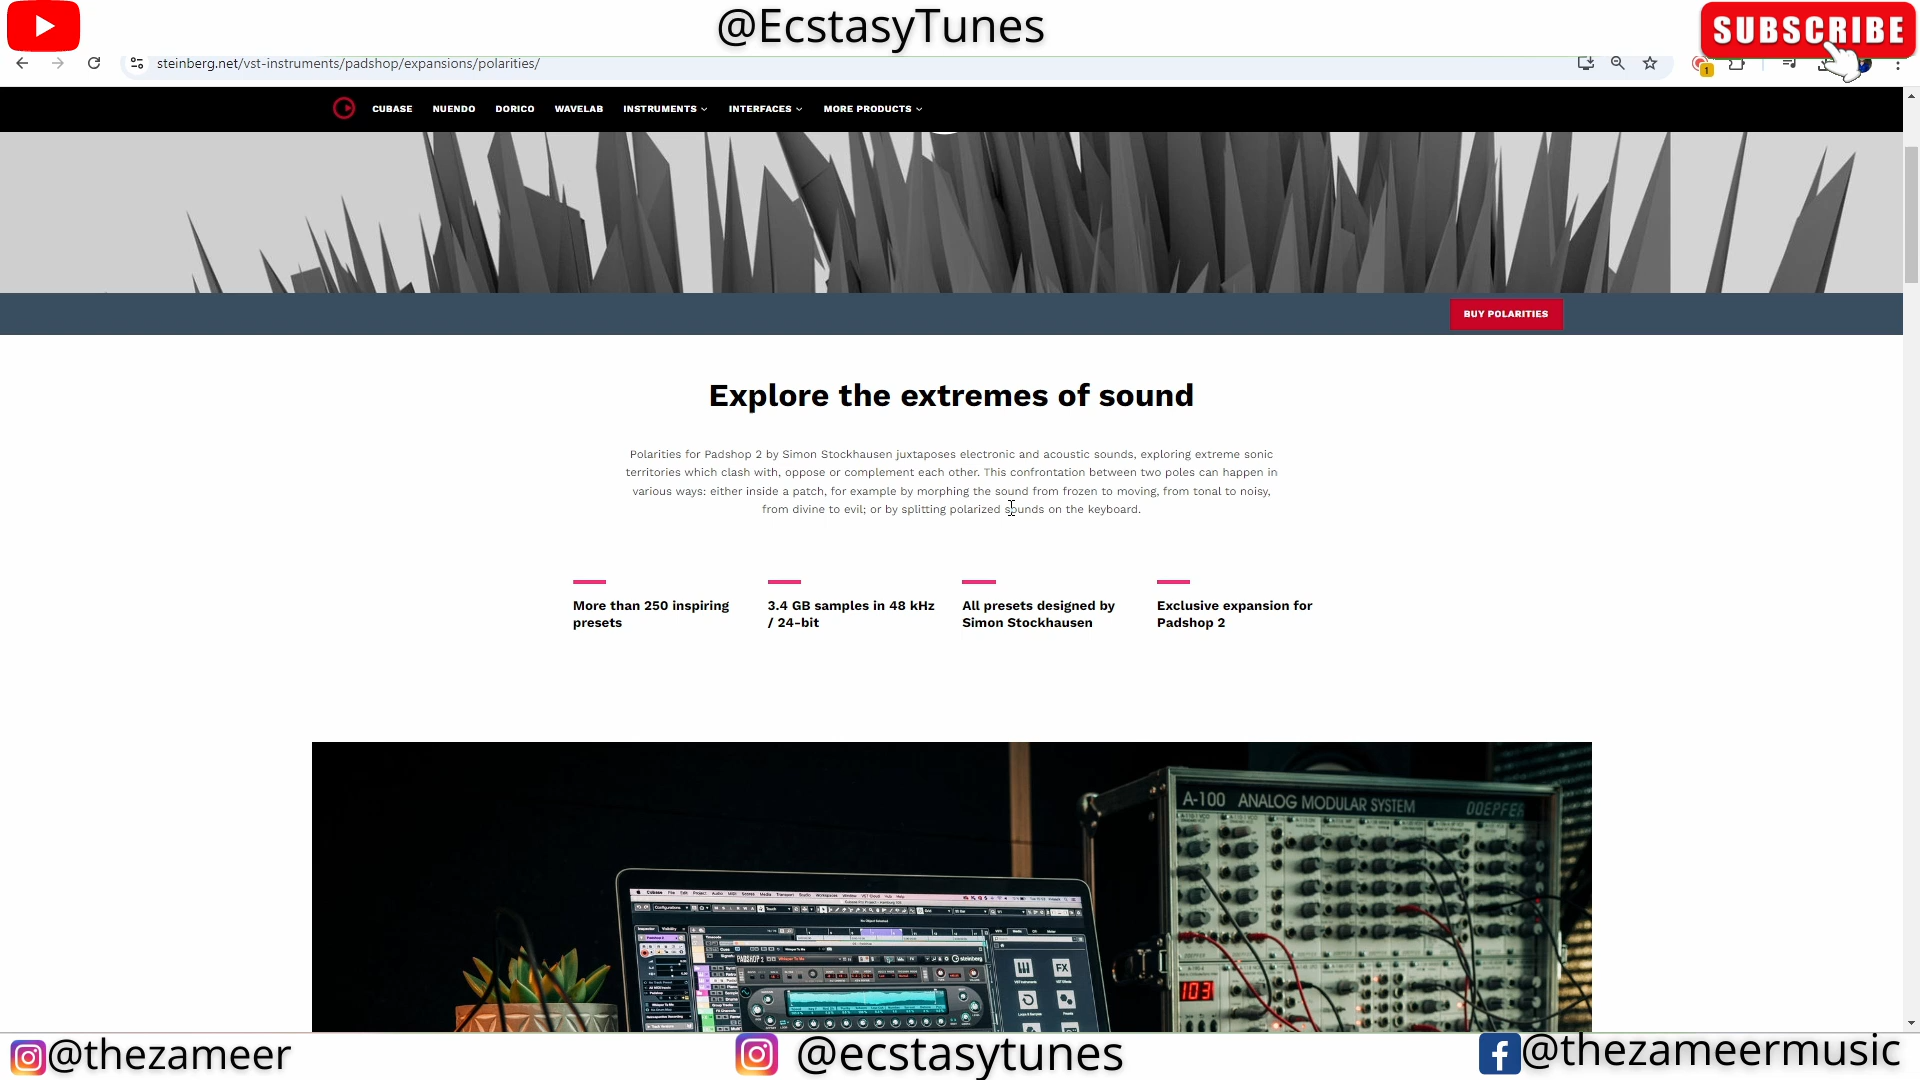 @EcstasyTunes
SUBSCRIBE
steinberg.net/vst-instruments/padshop/expansions/polarities/
1
CUBASE NUENDO DORICO WAVELAB INSTRUMENTS INTERFACES MORE PRODUCTS
BUY POLARITIES
Explore the extremes of sound
Polarities for Padshop 2 by Simon Stockhausen juxtaposes electronic and acoustic sounds, exploring extreme sonic
territories which clash with, oppose or complement each other. This confrontation between two poles can happen in
various ways: either inside a patch, for example by morphing the sound from frozen to moving, from tonal to noisy,
from divine to evil; or by splitting polarized sounds on the keyboard.
More than 250 inspiring
presets
3.4 GB samples in 48 kHz
/ 24-bit
All presets designed by
Simon Stockhausen
Exclusive expansion for
Padshop 2
A-100 ANALOG MODULAR SYSTEM DOEPFER
PADSHOP 2
steinberg
FX
103
@thezameer
@ecstasytunes
@thezameermusic